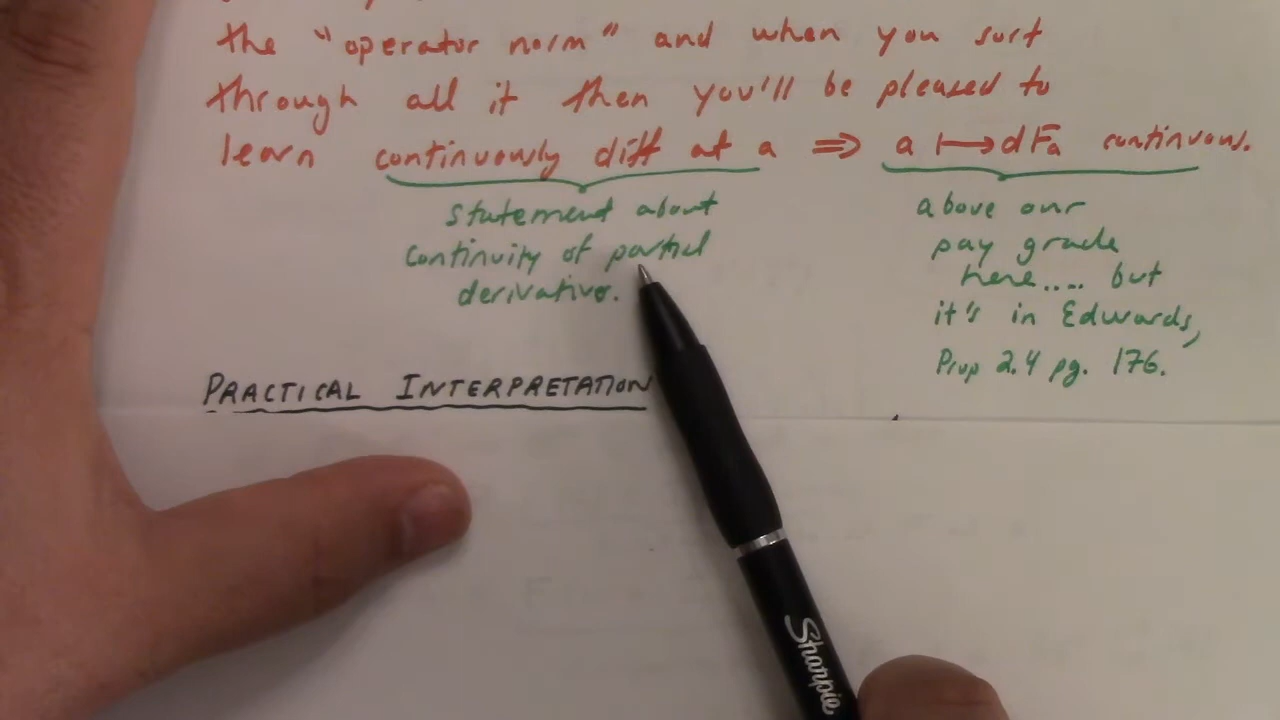 the "operator norm" and when you surt
through all it then you'll be pleased to
learn continuously diff at a ⇒ a ↦ dFa continuous.
statement about
continuity of partial
derivative.
above our
pay grade
here.... but
it's in Edwards,
Prop 2.4 pg. 176.
PRACTICAL INTERPRETATION
Sharpie